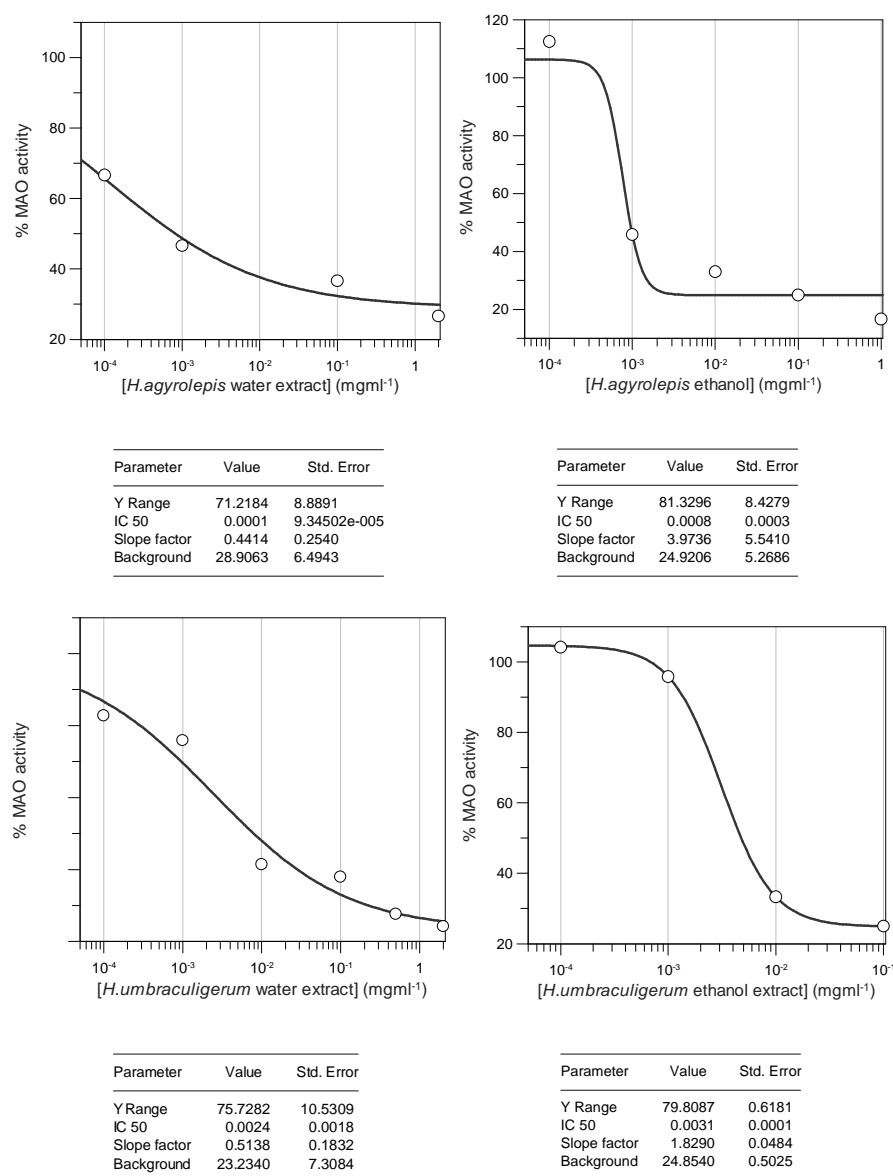 100
80
60
40
20
% MAO activity
10-4
10-3
10-2
10-1
1
[H.agyrolepis water extract] (mgml-1)
120
100
80
60
40
20
% MAO activity
10-4
10-3
10-2
10-1
1
[H.agyrolepis ethanol] (mgml-1)
Parameter Value Std. Error
Y Range 71.2184 8.8891
IC 50 0.0001 9.34502e-005
Slope factor 0.4414 0.2540
Background 28.9063 6.4943
Parameter Value Std. Error
Y Range 81.3296 8.4279
IC 50 0.0008 0.0003
Slope factor 3.9736 5.5410
Background 24.9206 5.2686
% MAO activity
10-4
10-3
10-2
10-1
1
[H.umbraculigerum water extract] (mgml-1)
100
80
60
40
20
% MAO activity
10-4
10-3
10-2
10-1
[H.umbraculigerum ethanol extract] (mgml-1)
Parameter Value Std. Error
Y Range 75.7282 10.5309
IC 50 0.0024 0.0018
Slope factor 0.5138 0.1832
Background 23.2340 7.3084
Parameter Value Std. Error
Y Range 79.8087 0.6181
IC 50 0.0031 0.0001
Slope factor 1.8290 0.0484
Background 24.8540 0.5025